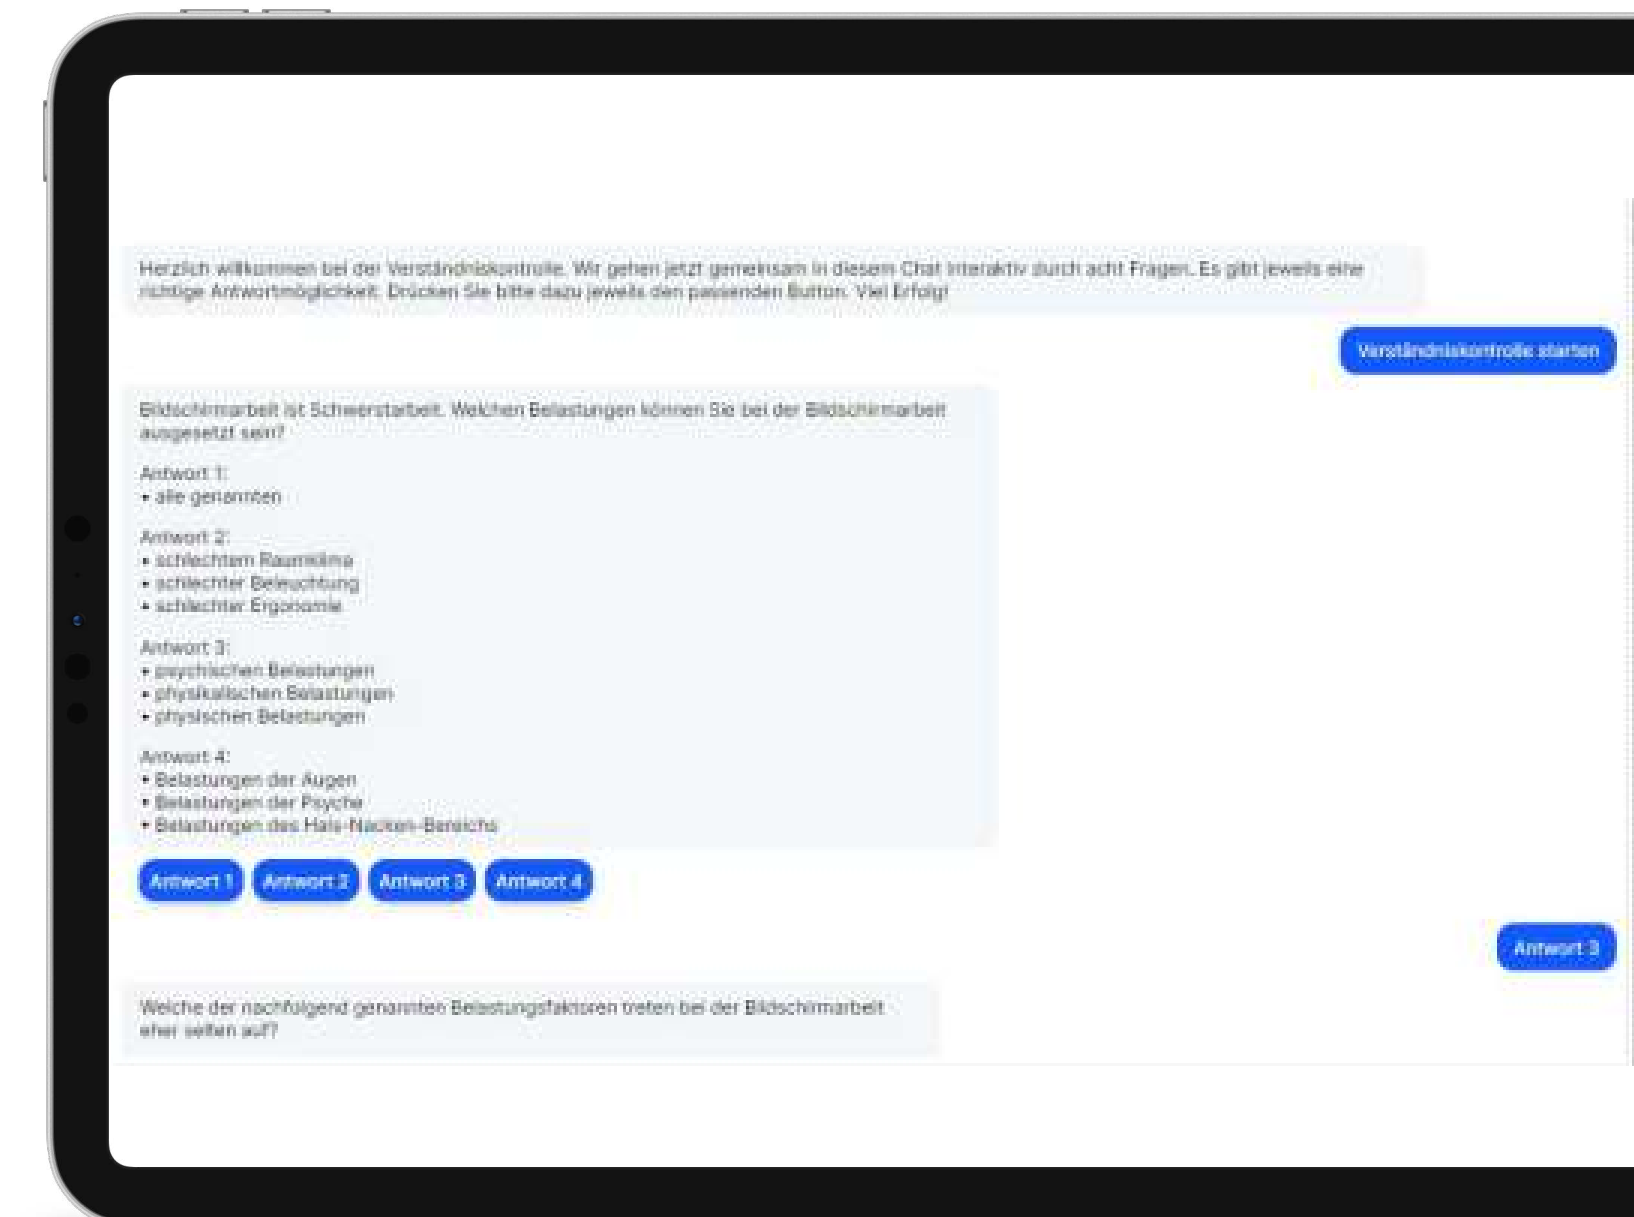 Herzlich willkommen bei der Verständniskontrolle. Wir gehen jetzt gemeinsam in diesem Chat interaktiv durch acht Fragen. Es gibt jeweils eine
richtige Antwortmöglichkeit. Drücken Sie bitte dazu jeweils den passenden Button. Viel Erfolg!
Verständniskontrolle starten
Bildschirmarbeit ist Schwerstarbeit. Welchen Belastungen können Sie bei der Bildschirmarbeit
ausgesetzt sein?
Antwort 1:
• alle genannten
Antwort 2:
• schlechtem Raumklima
• schlechter Beleuchtung
• schlechter Ergonomie
Antwort 3:
• psychischen Belastungen
• physikalischen Belastungen
• physischen Belastungen
Antwort 4:
• Belastungen der Augen
• Belastungen der Psyche
• Belastungen des Hals-Nacken-Bereichs
Antwort 1 Antwort 2 Antwort 3 Antwort 4
Antwort 3
Welche der nachfolgend genannten Belastungsfaktoren treten bei der Bildschirmarbeit
eher selten auf?